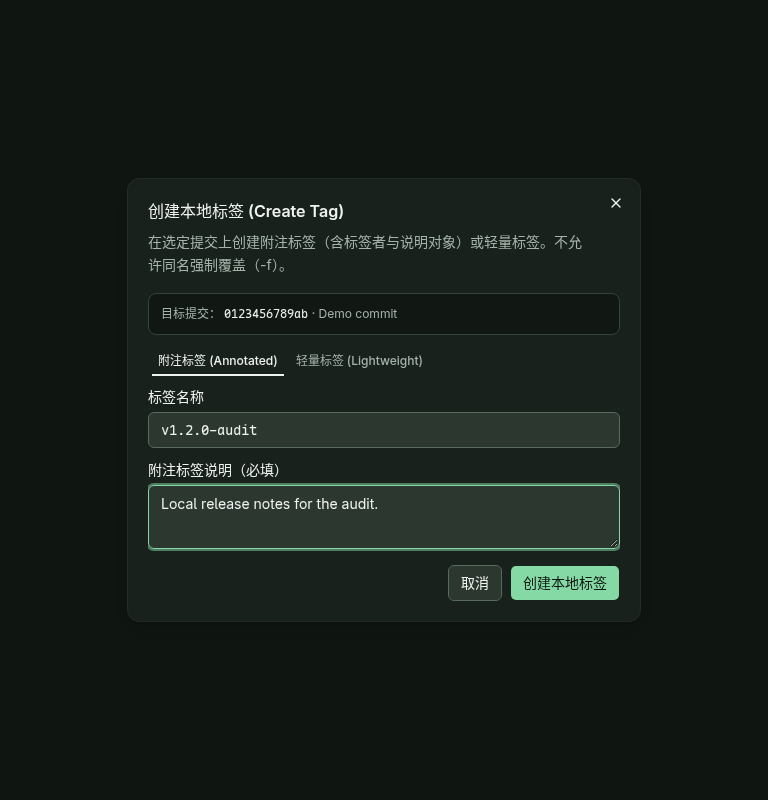 创建本地标签 (Create Tag)
在选定提交上创建附注标签（含标签者与说明对象）或轻量标签。不允
许同名强制覆盖（-f）。
目标提交： 0123456789ab · Demo commit
附注标签 (Annotated) 轻量标签 (Lightweight)
标签名称
v1.2.0-audit
附注标签说明（必填）
Local release notes for the audit.
取消 创建本地标签